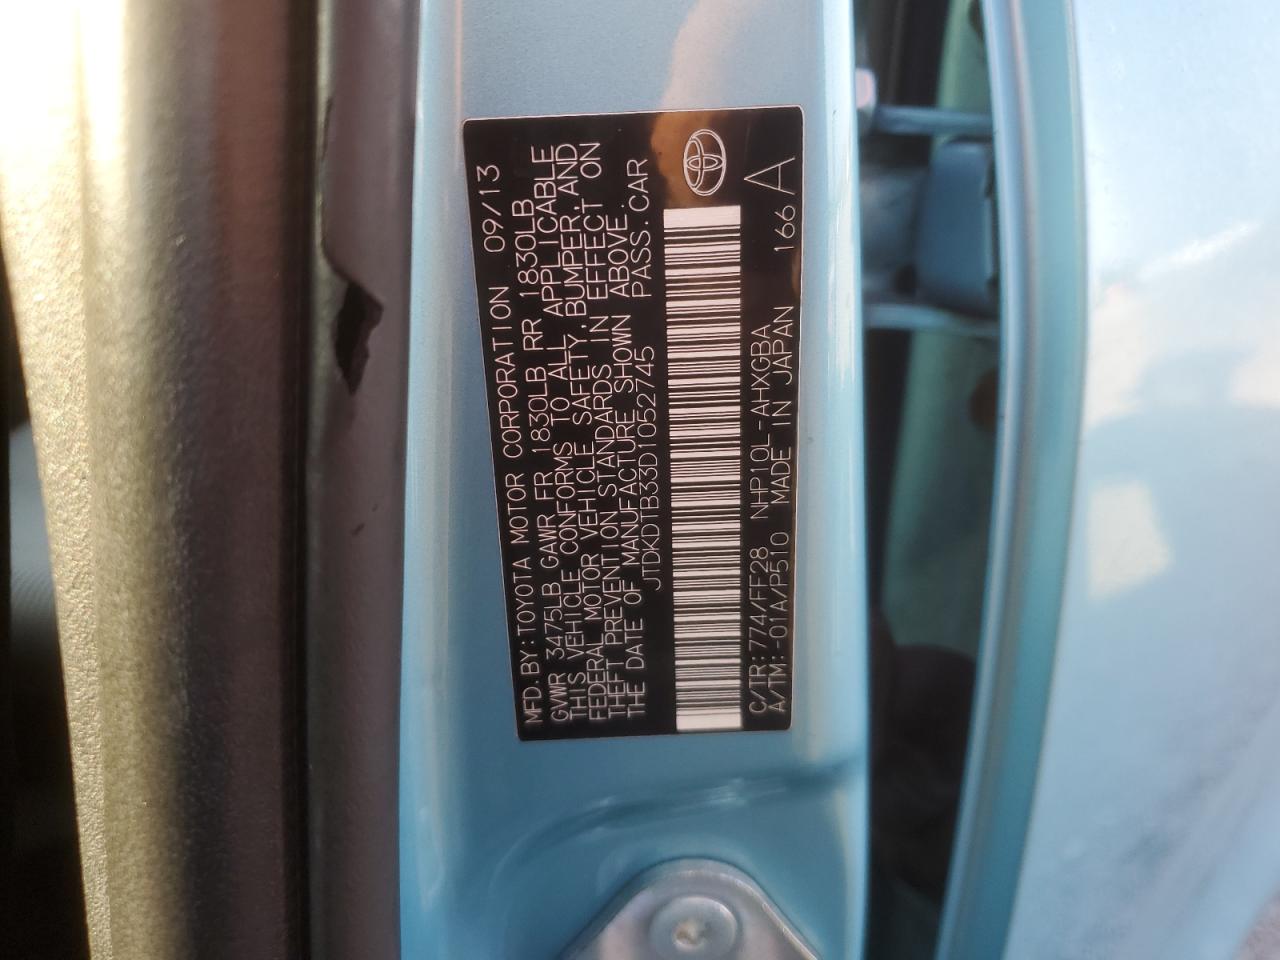 MFD.BY:TOYOTA MOTOR CORPORATION 09/13
GVWR 3475LB GAWR FR 1830LB RR 1830LB
THIS VEHICLE CONFORMS TO ALL APPLICABLE
FEDERAL MOTOR VEHICLE SAFETY, BUMPER, AND
THEFT PREVENTION STANDARDS IN EFFECT ON
THE DATE OF MANUFACTURE SHOWN ABOVE.
JTDKDTB33D1052745 PASS.CAR
C/TR:774/FF28 NHP10L-AHXGBA 166 A
A/TM:-01A/P510 MADE IN JAPAN